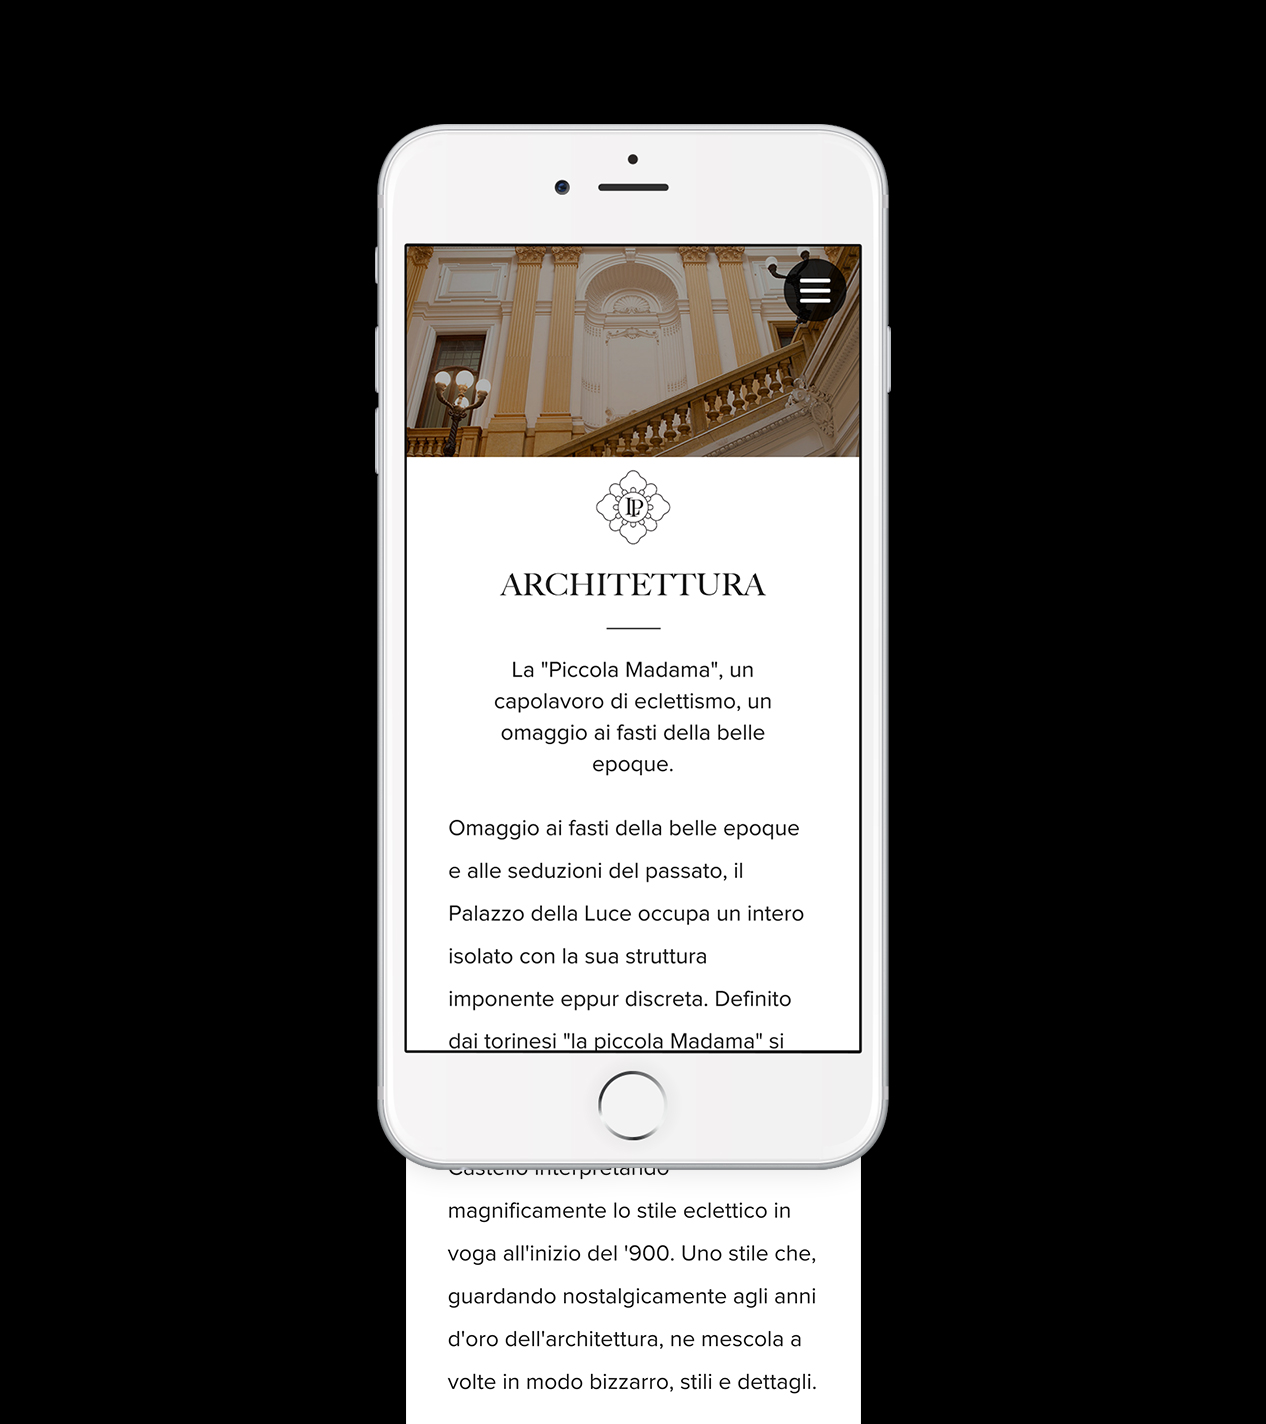 ARCHITETTURA
La "Piccola Madama", un
capolavoro di eclettismo, un
omaggio ai fasti della belle
epoque.
Omaggio ai fasti della belle epoque
e alle seduzioni del passato, il
Palazzo della Luce occupa un intero
isolato con la sua struttura
imponente eppur discreta. Definito
dai torinesi "la piccola Madama" si
Castello interpretando
magnificamente lo stile eclettico in
voga all'inizio del '900. Uno stile che,
guardando nostalgicamente agli anni
d'oro dell'architettura, ne mescola a
volte in modo bizzarro, stili e dettagli.